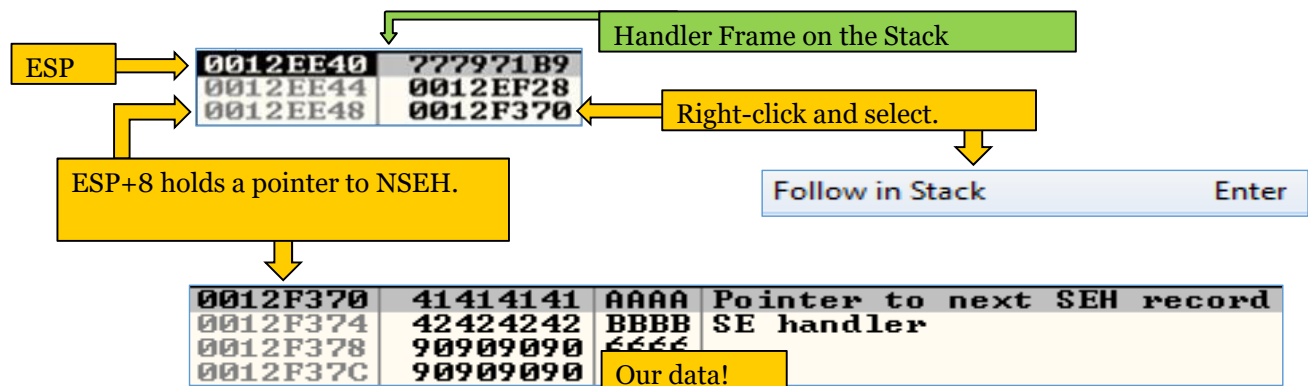 Handler Frame on the Stack
ESP
0012EE40 777971B9
0012EE44 0012EF28
0012EE48 0012F370
Right-click and select.
ESP+8 holds a pointer to NSEH.
Follow in Stack Enter
0012F370 41414141 AAAA Pointer to next SEH record
0012F374 42424242 BBBB SE handler
0012F378 90909090
0012F37C 90909090
Our data!